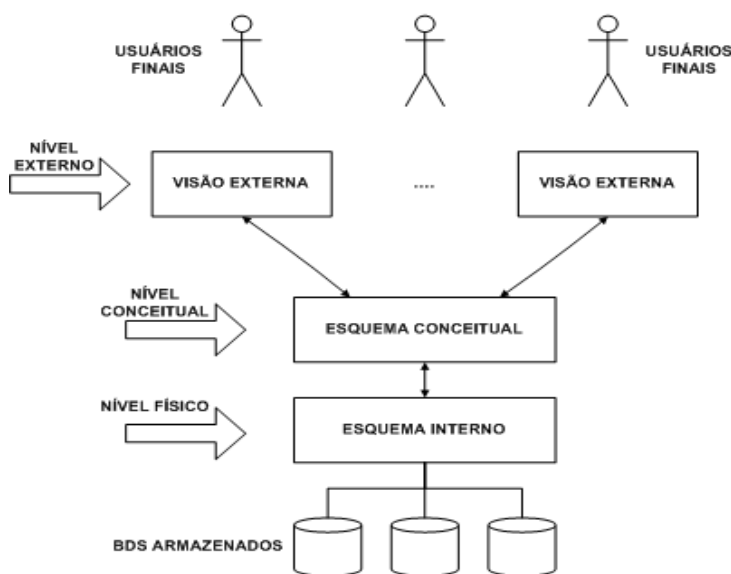 USUÁRIOS
FINAIS
USUÁRIOS
FINAIS
NÍVEL
EXTERNO
VISÃO EXTERNA
....
VISÃO EXTERNA
NÍVEL
CONCEITUAL
ESQUEMA CONCEITUAL
NÍVEL FÍSICO
ESQUEMA INTERNO
BDS ARMAZENADOS